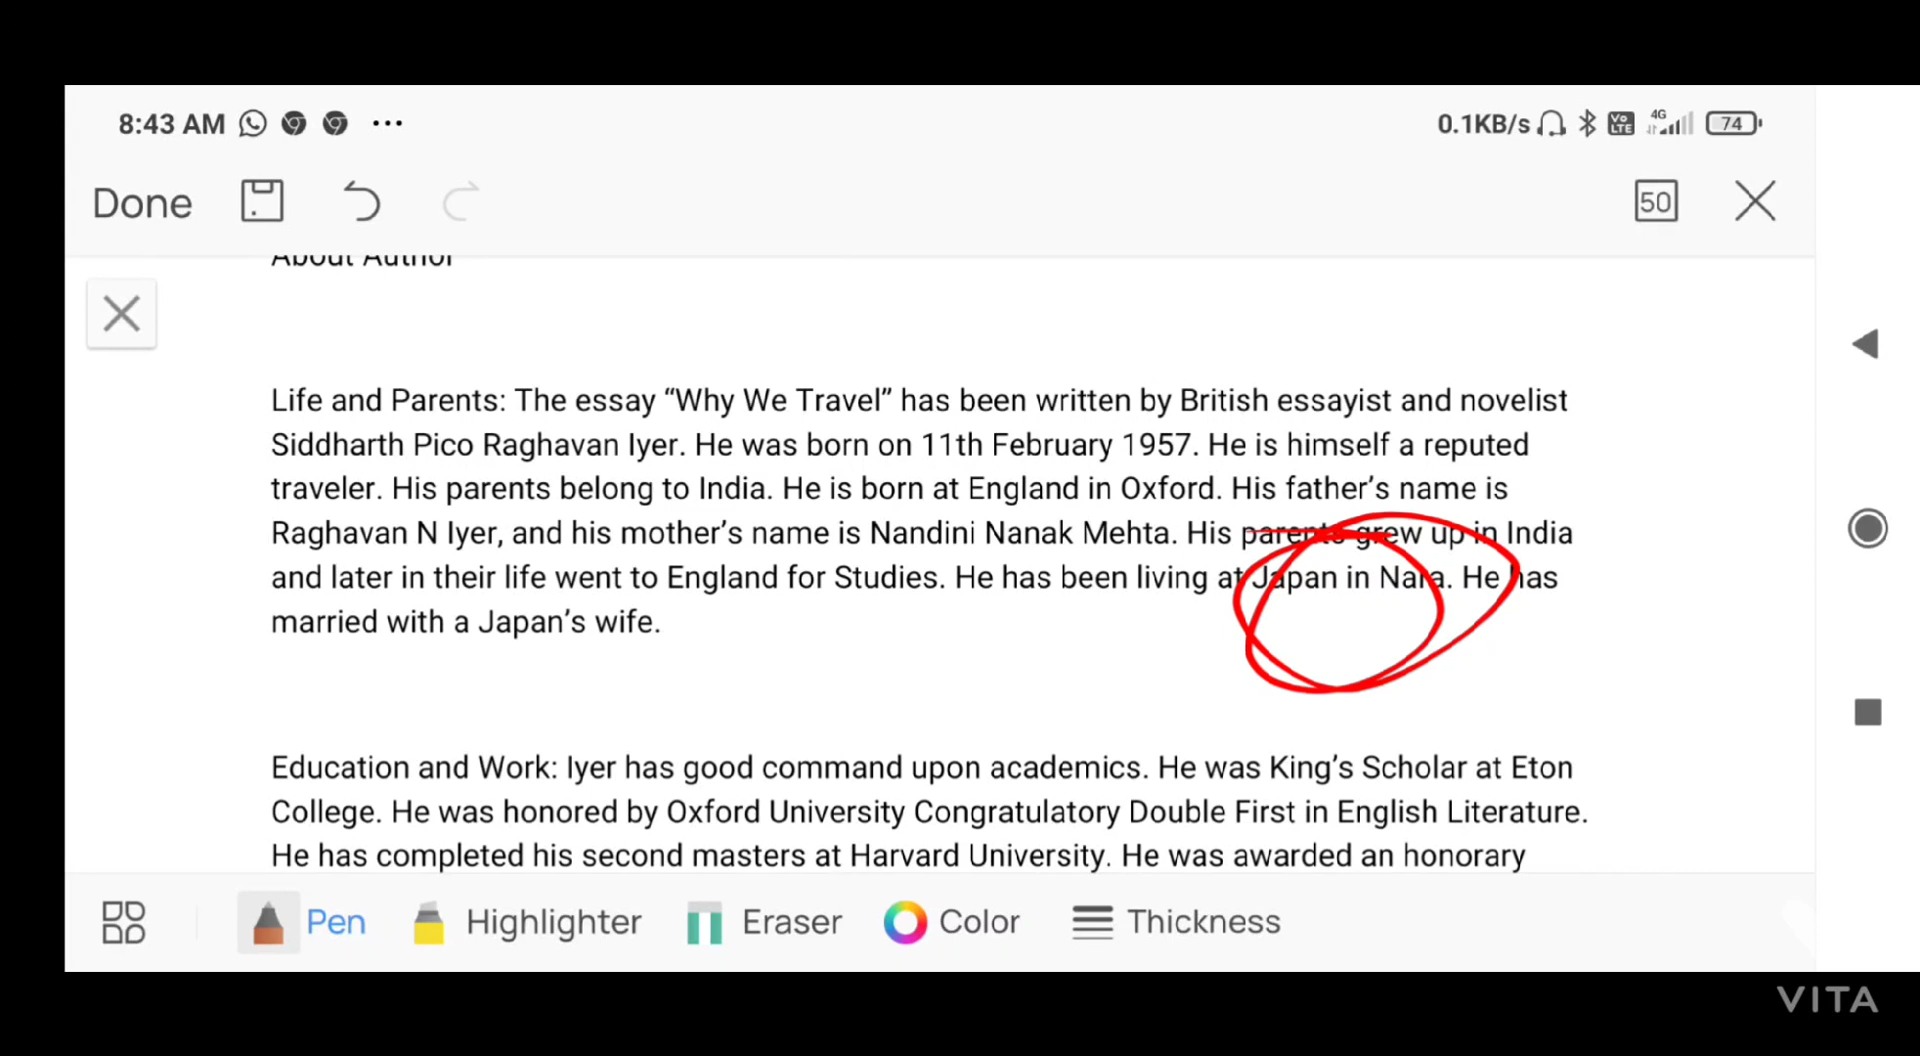 8:43 AM ... 0.1KB/s Vo LTE 4G 74
Done 50
About Author
Life and Parents: The essay “Why We Travel” has been written by British essayist and novelist
Siddharth Pico Raghavan Iyer. He was born on 11th February 1957. He is himself a reputed
traveler. His parents belong to India. He is born at England in Oxford. His father’s name is
Raghavan N Iyer, and his mother’s name is Nandini Nanak Mehta. His parents grew up in India
and later in their life went to England for Studies. He has been living at Japan in Nara. He has
married with a Japan’s wife.
Education and Work: Iyer has good command upon academics. He was King’s Scholar at Eton
College. He was honored by Oxford University Congratulatory Double First in English Literature.
He has completed his second masters at Harvard University. He was awarded an honorary
Pen Highlighter Eraser Color Thickness
VITA